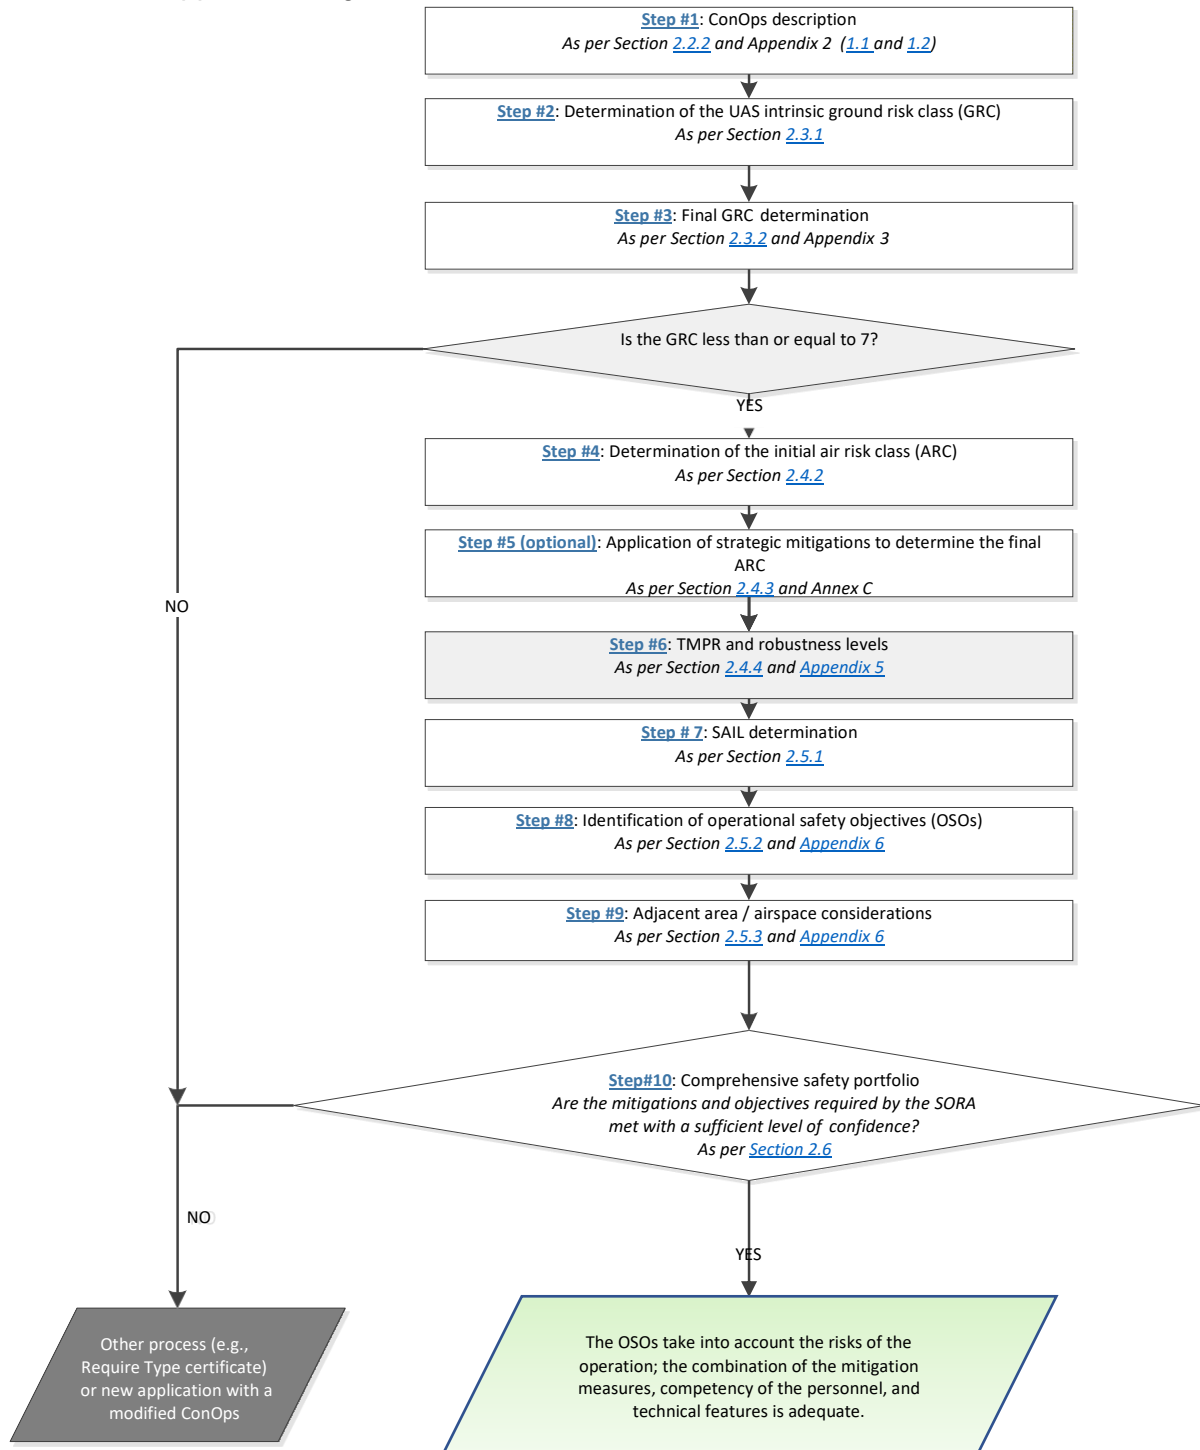 Step #1: ConOps description
As per Section 2.2.2 and Appendix 2 (1.1 and 1.2)
Step #2: Determination of the UAS intrinsic ground risk class (GRC)
As per Section 2.3.1
Step #3: Final GRC determination
As per Section 2.3.2 and Appendix 3
Is the GRC less than or equal to 7?
YES
Step #4: Determination of the initial air risk class (ARC)
As per Section 2.4.2
Step #5 (optional): Application of strategic mitigations to determine the final
ARC
As per Section 2.4.3 and Annex C
NO
Step #6: TMPR and robustness levels
As per Section 2.4.4 and Appendix 5
Step # 7: SAIL determination
As per Section 2.5.1
Step #8: Identification of operational safety objectives (OSOs)
As per Section 2.5.2 and Appendix 6
Step #9: Adjacent area / airspace considerations
As per Section 2.5.3 and Appendix 6
Step#10: Comprehensive safety portfolio
Are the mitigations and objectives required by the SORA
met with a sufficient level of confidence?
As per Section 2.6
NO
YES
Other process (e.g.,
Require Type certificate)
or new application with a
modified ConOps
The OSOs take into account the risks of the
operation; the combination of the mitigation
measures, competency of the personnel, and
technical features is adequate.